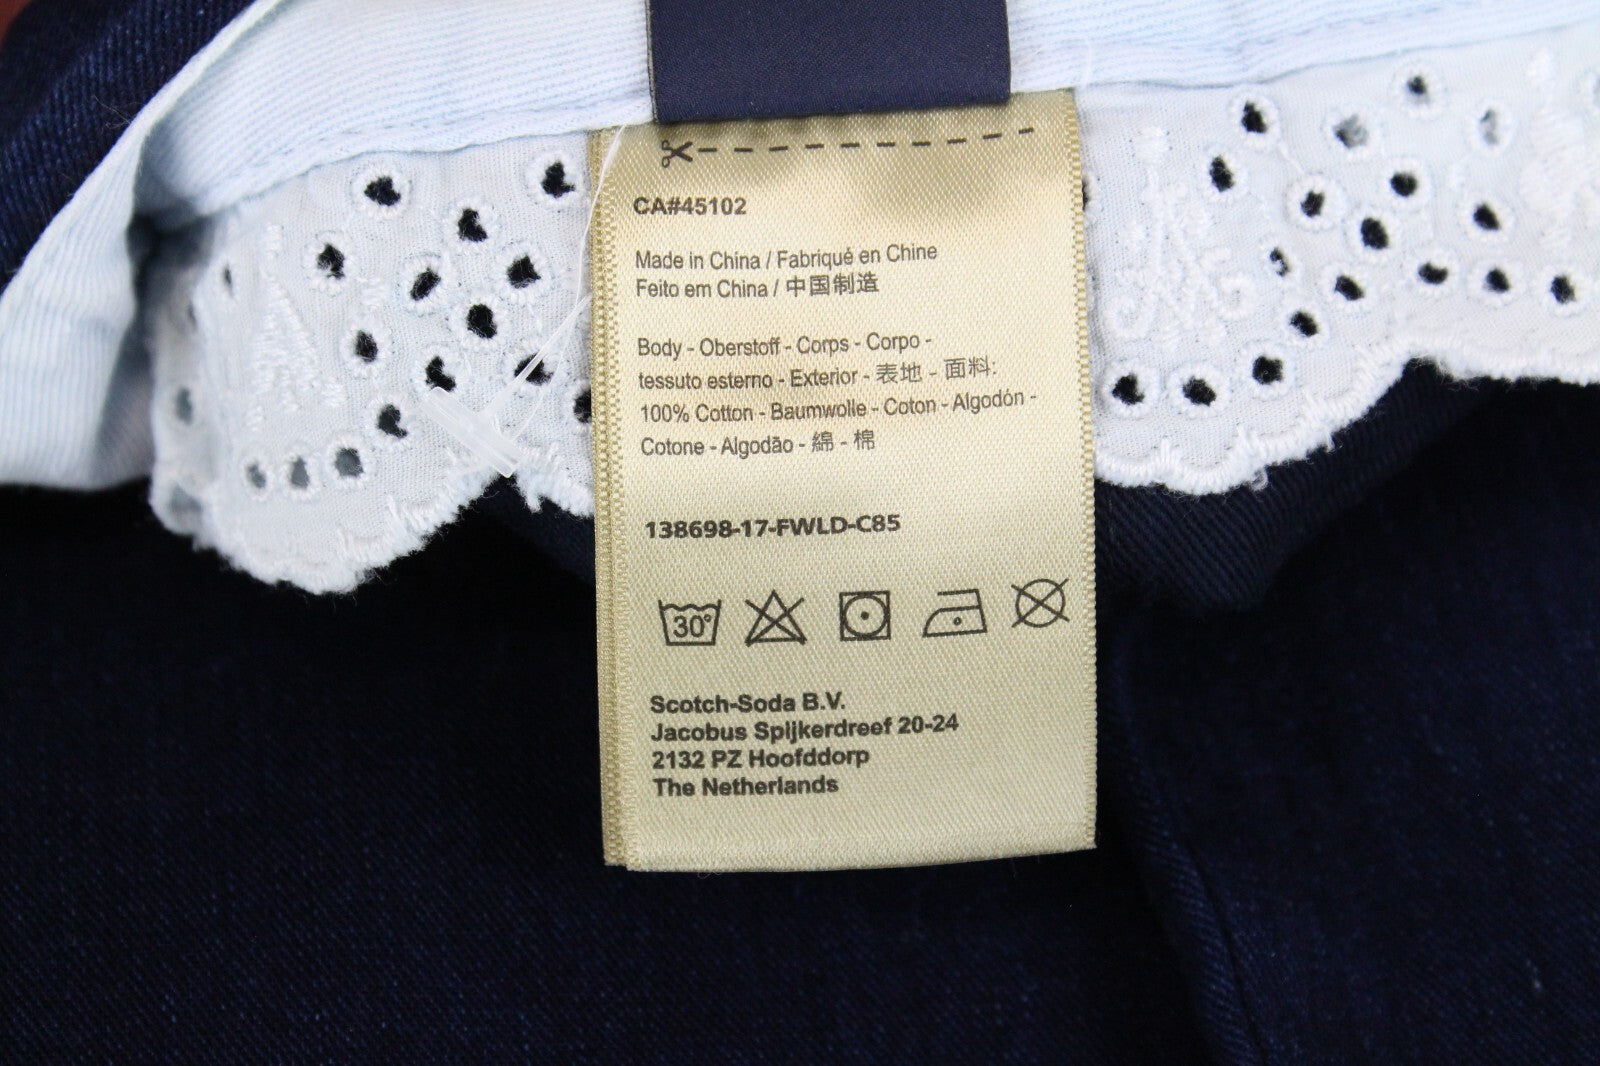 CA#45102
Made in China / Fabriqué en Chine
Feito em China / 中国制造
Body - Oberstoff - Corps - Corpo -
tessuto esterno - Exterior - 表地 - 面料:
100% Cotton - Baumwolle - Coton - Algodón -
Cotone - Algodão - 綿 - 棉
138698-17-FWLD-C85
30°
Scotch-Soda B.V.
Jacobus Spijkerdreef 20-24
2132 PZ Hoofddorp
The Netherlands